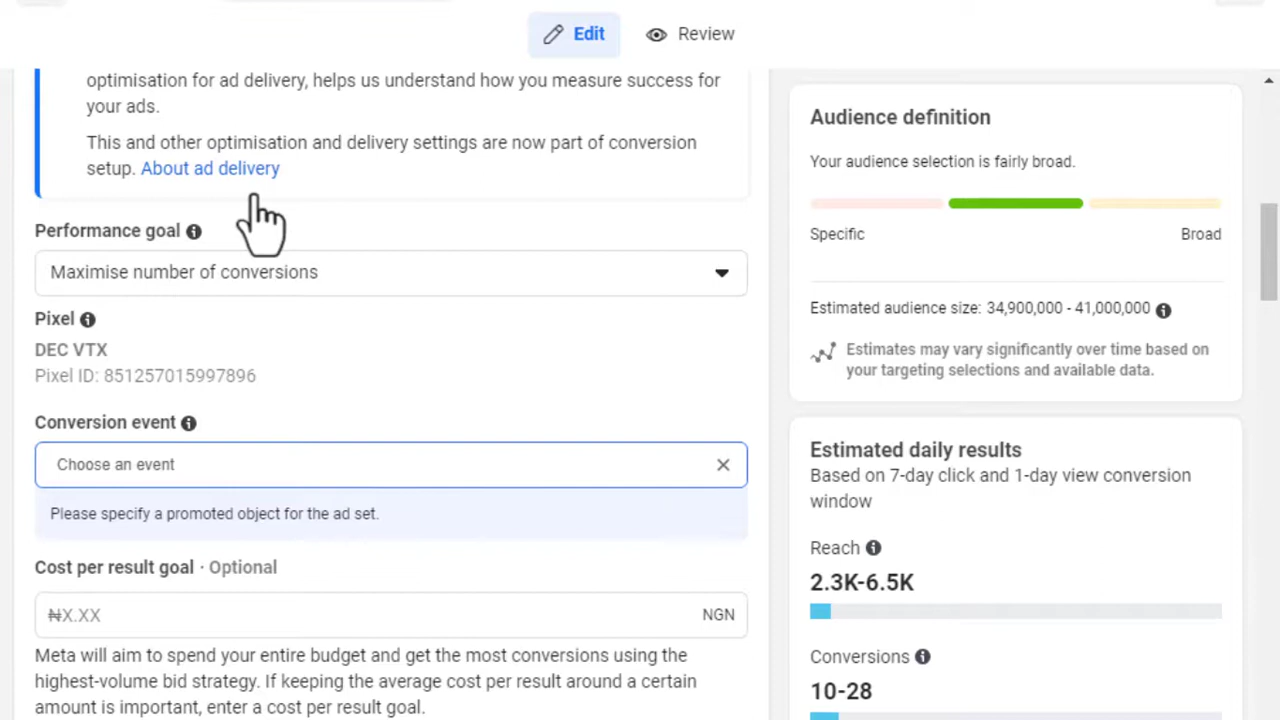 Edit
Review
optimisation for ad delivery, helps us understand how you measure success for
your ads.
This and other optimisation and delivery settings are now part of conversion
setup. About ad delivery
Performance goal
Maximise number of conversions
Pixel
DEC VTX
Pixel ID: 851257015997896
Conversion event
Choose an event
Please specify a promoted object for the ad set.
Cost per result goal · Optional
₦X.XX
NGN
Meta will aim to spend your entire budget and get the most conversions using the
highest-volume bid strategy. If keeping the average cost per result around a certain
amount is important, enter a cost per result goal.
Audience definition
Your audience selection is fairly broad.
Specific
Broad
Estimated audience size: 34,900,000 - 41,000,000
Estimates may vary significantly over time based on
your targeting selections and available data.
Estimated daily results
Based on 7-day click and 1-day view conversion
window
Reach
2.3K-6.5K
Conversions
10-28